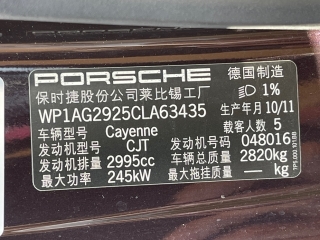 PORSCHE 德国制造
保时捷股份公司莱比锡工厂 1%
WP1AG2925CLA63435 生产年月 10/11
车辆型号 Cayenne 载客人数 5
发动机型号 CJT 发动机号 048016
发动机排量 2995cc 最大总质量 2820kg
最大功率 245kW 最大拖挂质量 — kg